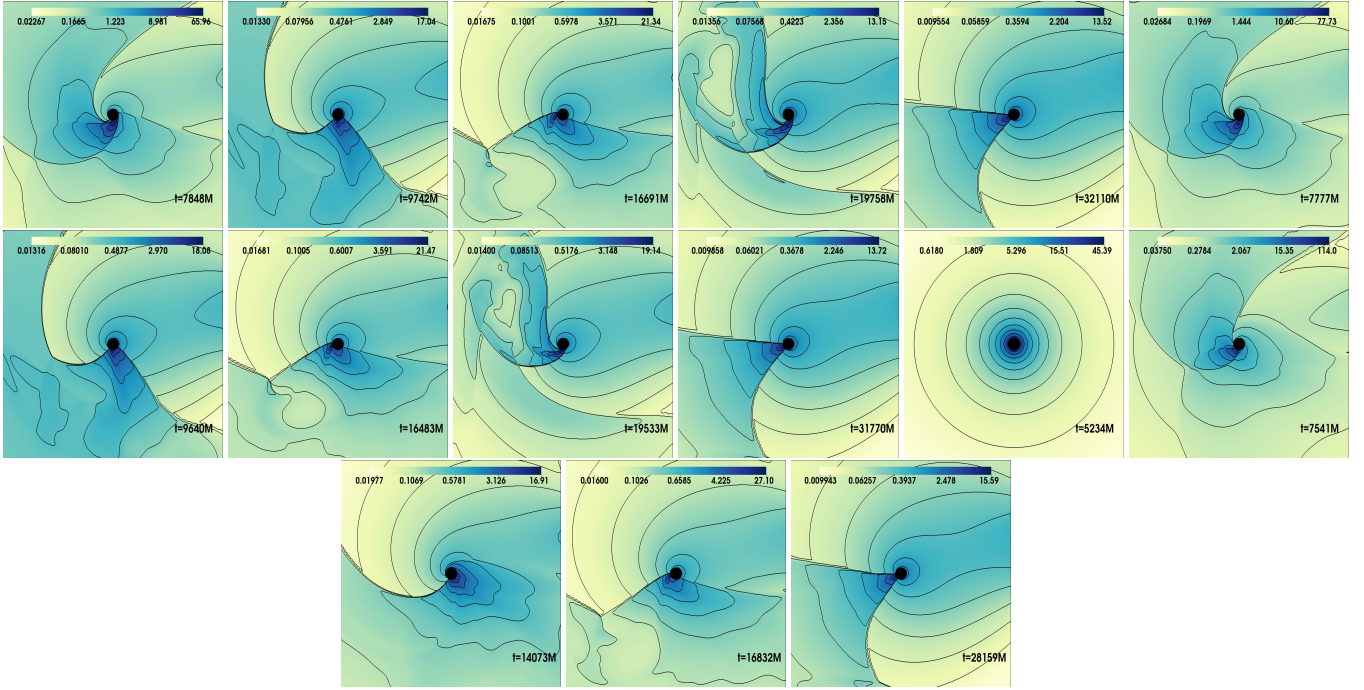 0.02267 0.1665 1.223 8.981 65.96
t=7848M
0.01330 0.07956 0.4761 2.849 17.04
t=9742M
0.01675 0.1001 0.5978 3.571 21.34
t=16691M
0.01356 0.07568 0.4223 2.356 13.15
t=19758M
0.009554 0.05859 0.3594 2.204 13.52
t=32110M
0.02684 0.1969 1.444 10.60 77.73
t=7777M
0.01316 0.08010 0.4877 2.970 18.08
t=9640M
0.01681 0.1005 0.6007 3.591 21.47
t=16483M
0.01400 0.08513 0.5176 3.148 19.14
t=19533M
0.009858 0.06021 0.3678 2.246 13.72
t=31770M
0.6180 1.809 5.296 15.51 45.39
t=5234M
0.03750 0.2784 2.067 15.35 114.0
t=7541M
0.01977 0.1069 0.5781 3.126 16.91
t=14073M
0.01600 0.1026 0.6585 4.225 27.10
t=16832M
0.009943 0.06257 0.3937 2.478 15.59
t=28159M